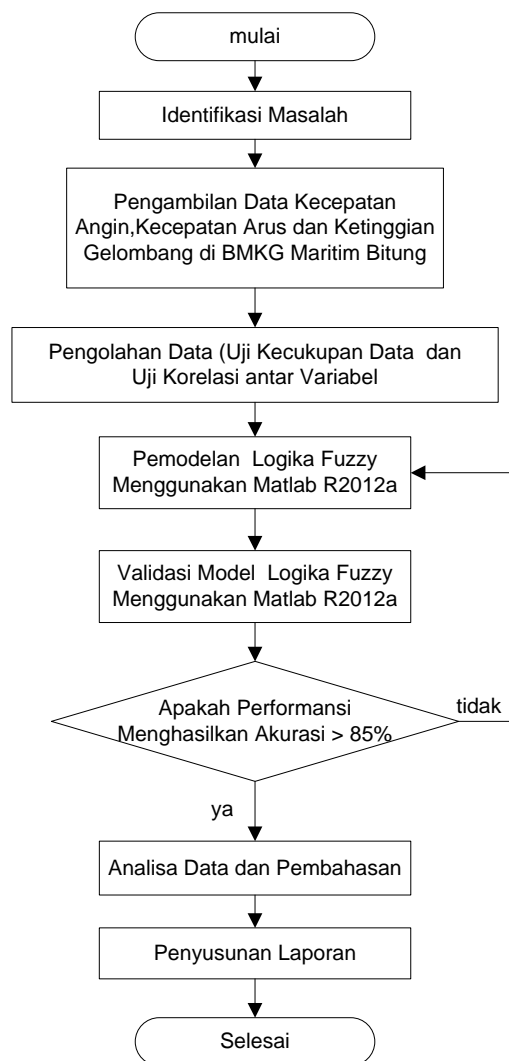 mulai
Identifikasi Masalah
Pengambilan Data Kecepatan
Angin,Kecepatan Arus dan Ketinggian
Gelombang di BMKG Maritim Bitung
Pengolahan Data (Uji Kecukupan Data dan
Uji Korelasi antar Variabel
Pemodelan Logika Fuzzy
Menggunakan Matlab R2012a
Validasi Model Logika Fuzzy
Menggunakan Matlab R2012a
Apakah Performansi
Menghasilkan Akurasi > 85%
tidak
ya
Analisa Data dan Pembahasan
Penyusunan Laporan
Selesai